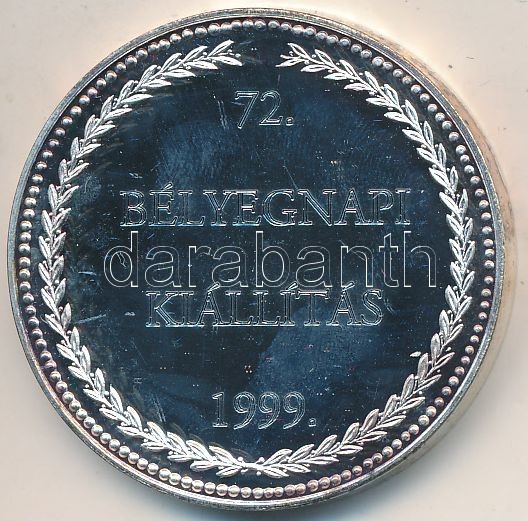 72.
BÉLYEGNAPI
darabanth
KIÁLLÍTÁS
1999.